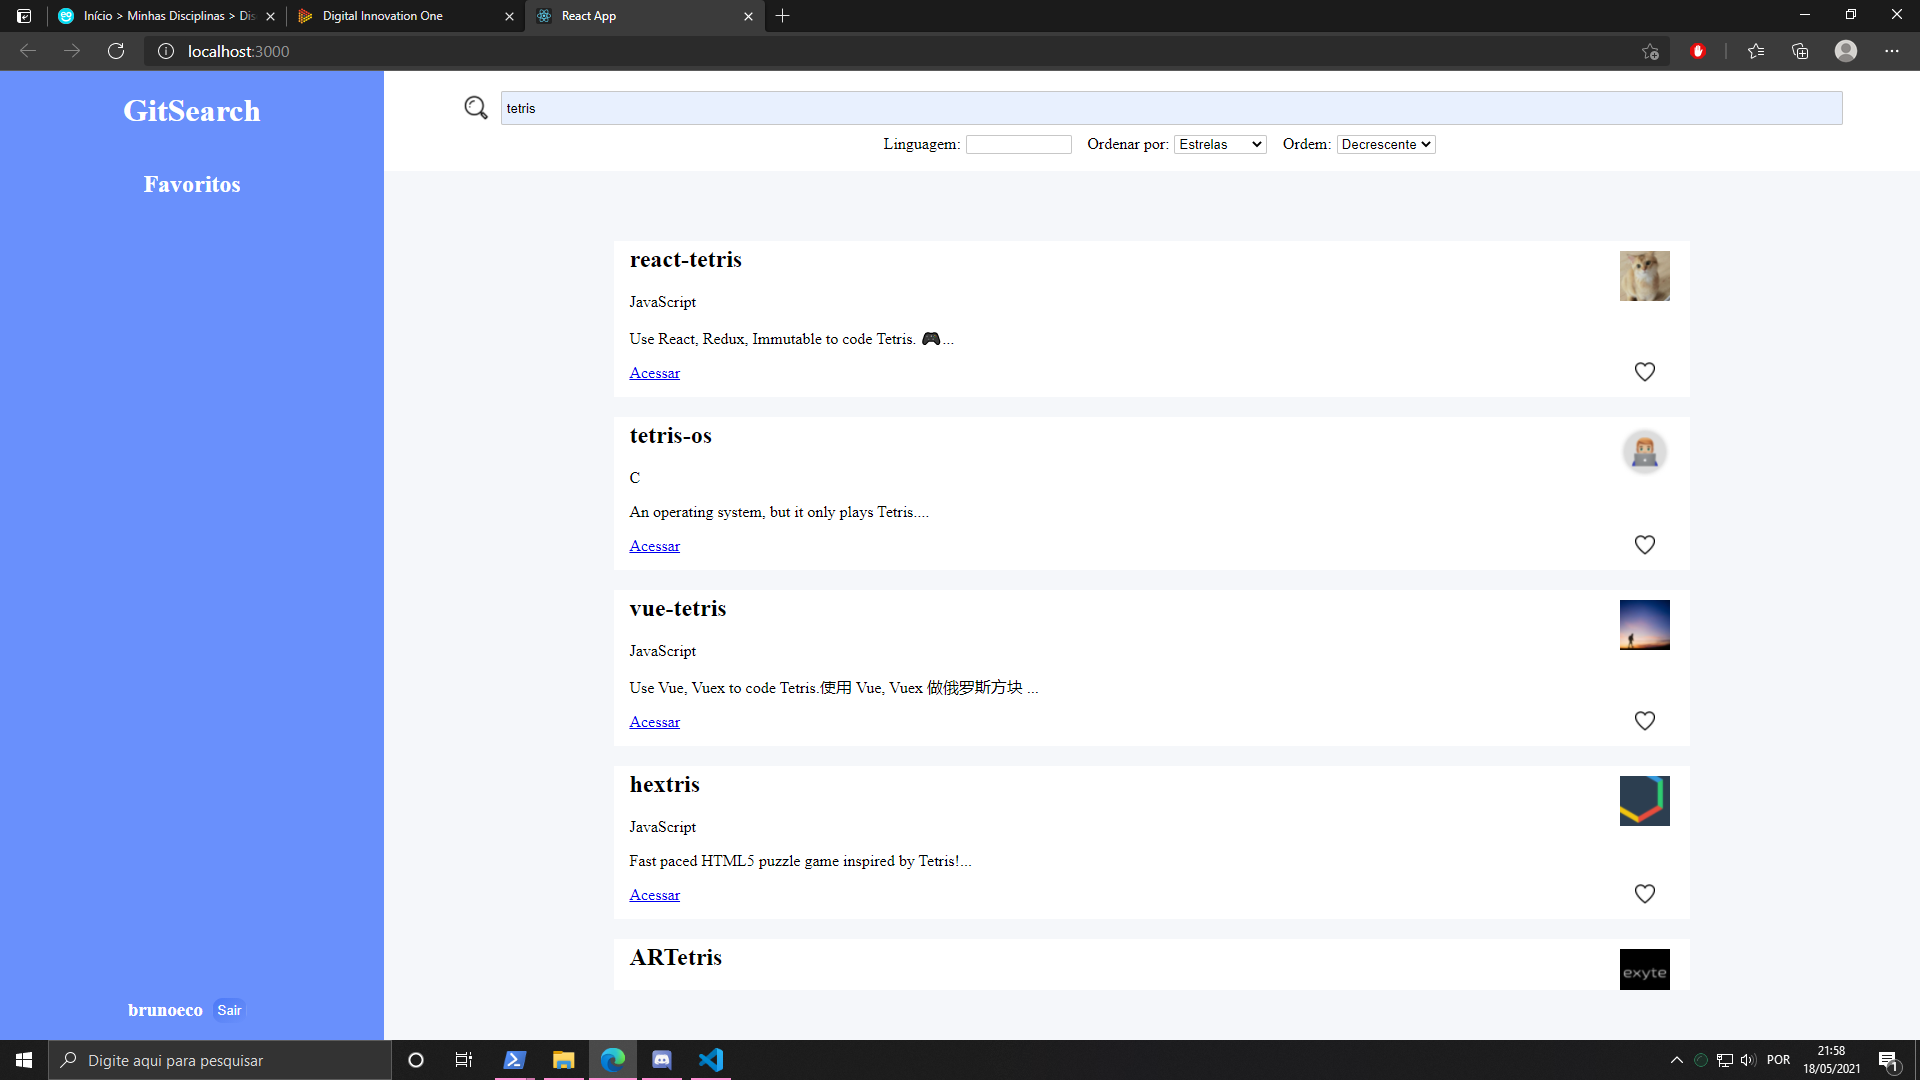 Início > Minhas Disciplinas > Dis
Digital Innovation One
React App
localhost:3000
GitSearch
Favoritos
tetris
Linguagem:
Ordenar por: Estrelas
Ordem: Decrescente
react-tetris
JavaScript
Use React, Redux, Immutable to code Tetris. 🎮...
Acessar
tetris-os
C
An operating system, but it only plays Tetris....
Acessar
vue-tetris
JavaScript
Use Vue, Vuex to code Tetris.使用 Vue, Vuex 做俄罗斯方块 ...
Acessar
hextris
JavaScript
Fast paced HTML5 puzzle game inspired by Tetris!...
Acessar
ARTetris
exyte
brunoeco Sair
Digite aqui para pesquisar
POR
21:58
18/05/2021
1